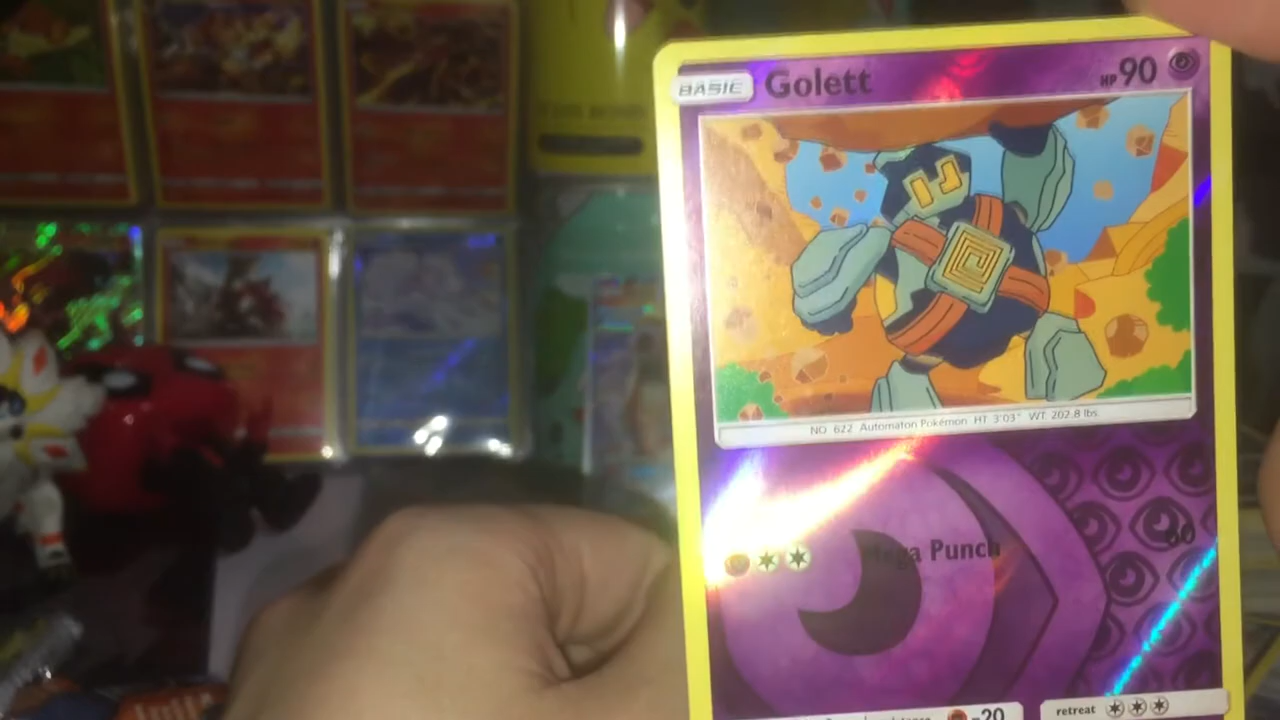 BASIC Golett HP 90
NO. 622 Automaton Pokémon HT 3'03" WT 202.8 lbs.
Mega Punch 60
-20
retreat